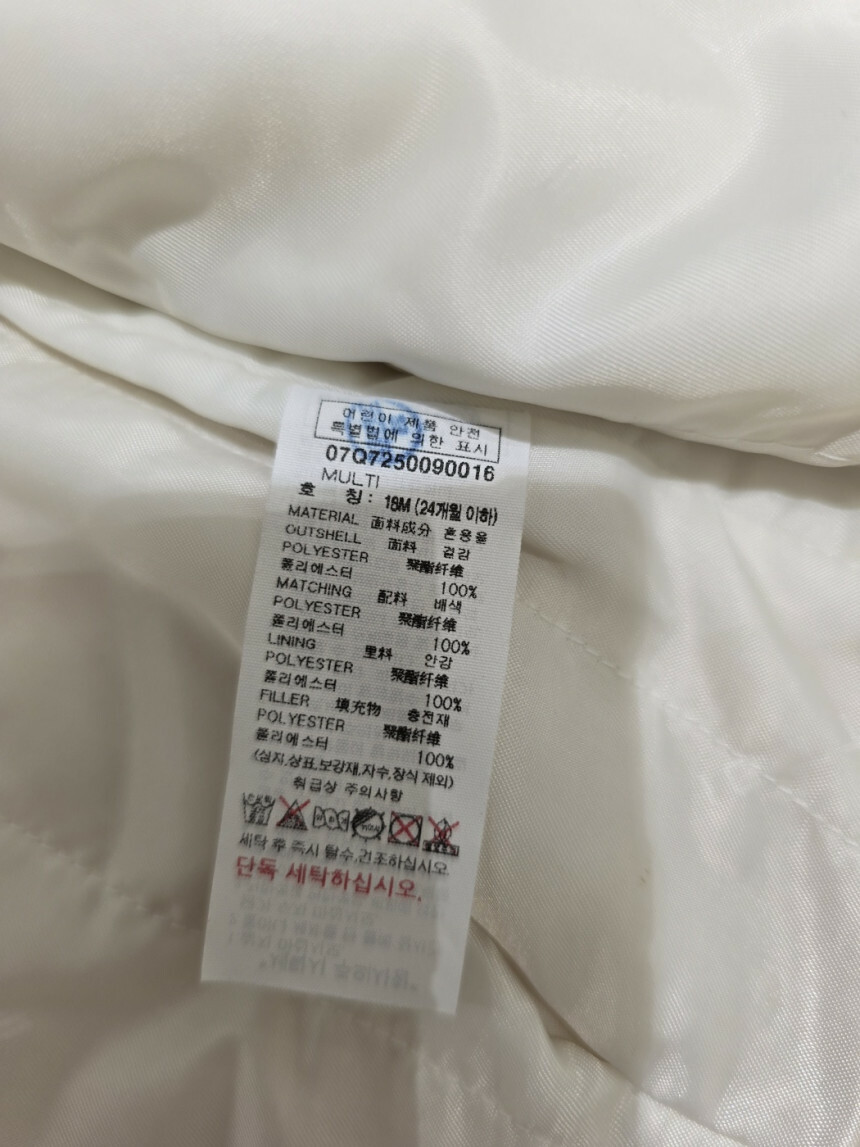 어린이 제품 안전
특별법에 의한 표시
07Q7250090016
MULTI
호 칭 : 18M (24개월 이하)
MATERIAL 面料成分 혼용율
OUTSHELL 面料 겉감
POLYESTER 聚酯纤维
폴리에스터 100%
MATCHING 配料 배색
POLYESTER 聚酯纤维
폴리에스터 100%
LINING 里料 안감
POLYESTER 聚酯纤维
폴리에스터 100%
FILLER 填充物 충전재
POLYESTER 聚酯纤维
폴리에스터 100%
(심지,상표,보강재,자수,장식 제외)
취급상 주의사항
세탁 후 즉시 탈수,건조하십시오.
단독 세탁하십시오.